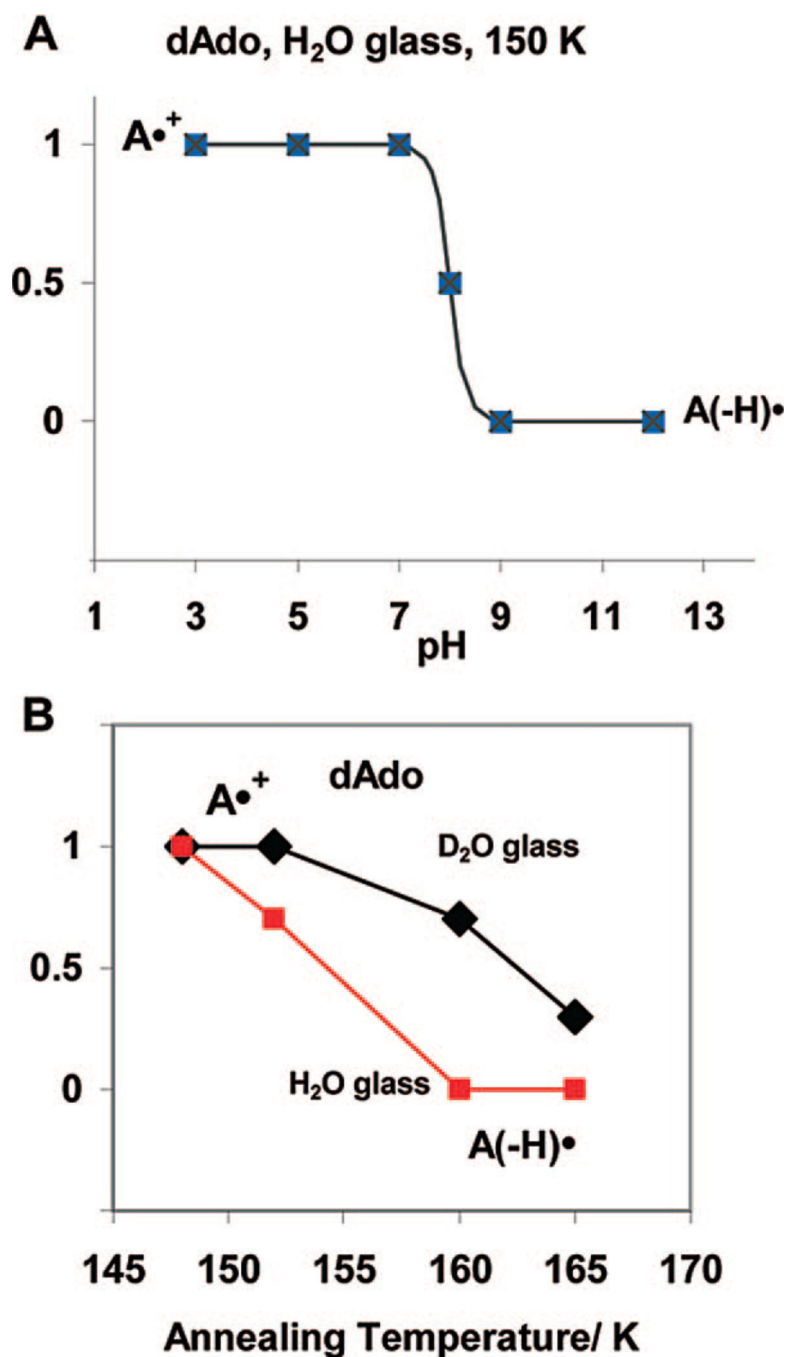 A dAdo, H₂O glass, 150 K
A•⁺
1
0.5
0
A(-H)•
1 3 5 7 9 11 13
pH
B
A•⁺ dAdo
1
D₂O glass
0.5
H₂O glass
0
A(-H)•
145 150 155 160 165 170
Annealing Temperature/ K